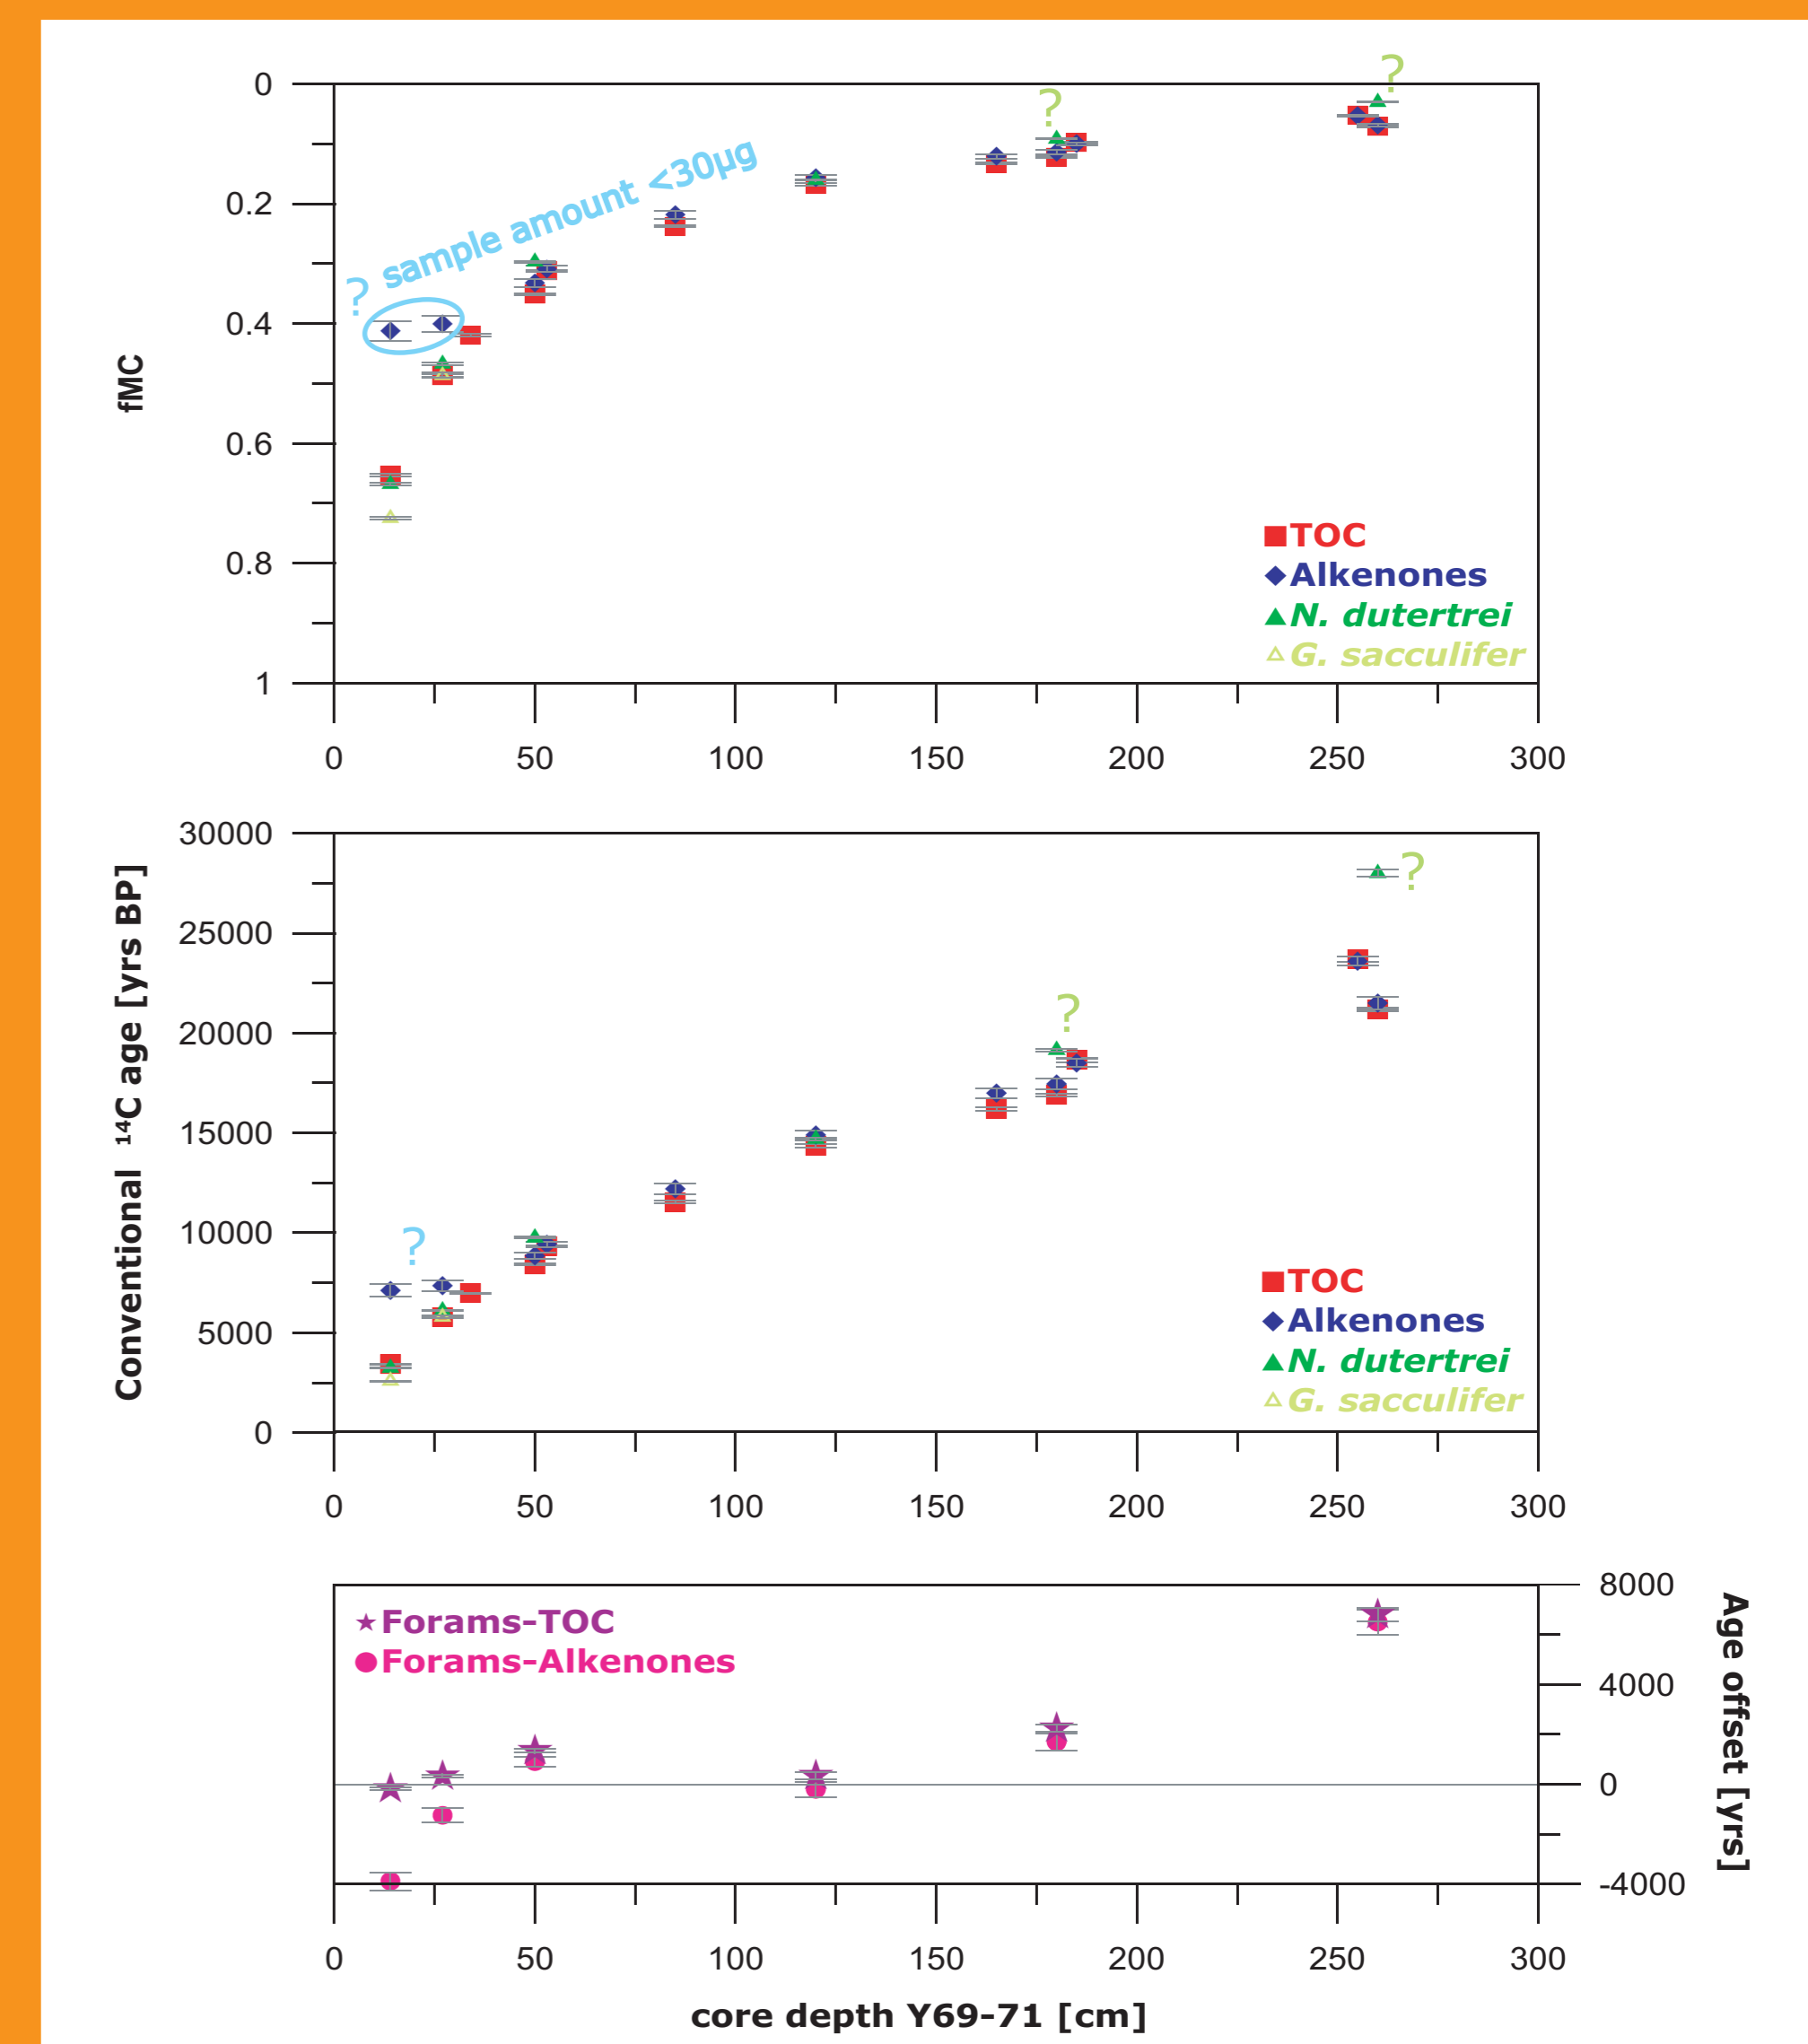 ?
0
?
? sample amount <30µg
0.2
0.4
fMC
0.6
0.8
1
TOC
Alkenones
N. dutertrei
G. sacculifer
0 50 100 150 200 250 300
30000
?
25000
?
20000
15000
Conventional ¹⁴C age [yrs BP]
10000
?
5000
0
TOC
Alkenones
N. dutertrei
G. sacculifer
0 50 100 150 200 250 300
Forams-TOC
Forams-Alkenones
8000
4000
0
-4000
Age offset [yrs]
0 50 100 150 200 250 300
core depth Y69-71 [cm]